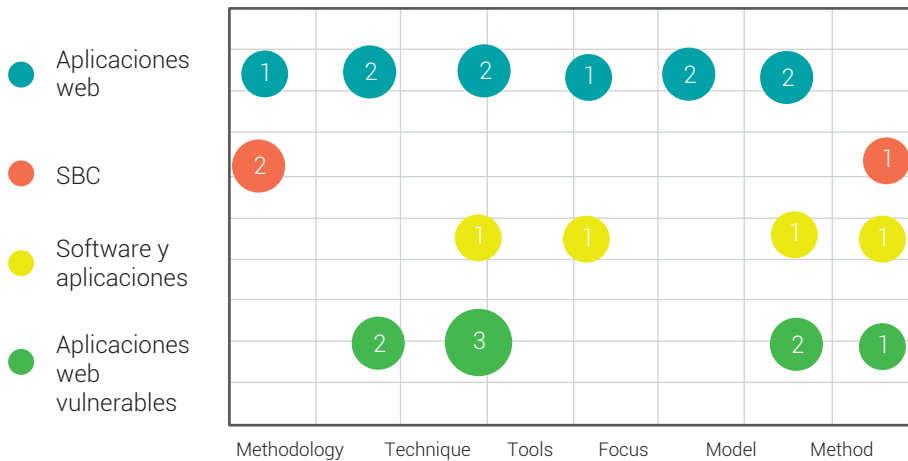 Aplicaciones
web
1 2 2 1 2 2
SBC
2 1
Software y
aplicaciones
1 1 1 1
Aplicaciones
web
vulnerables
2 3 2 1
Methodology Technique Tools Focus Model Method